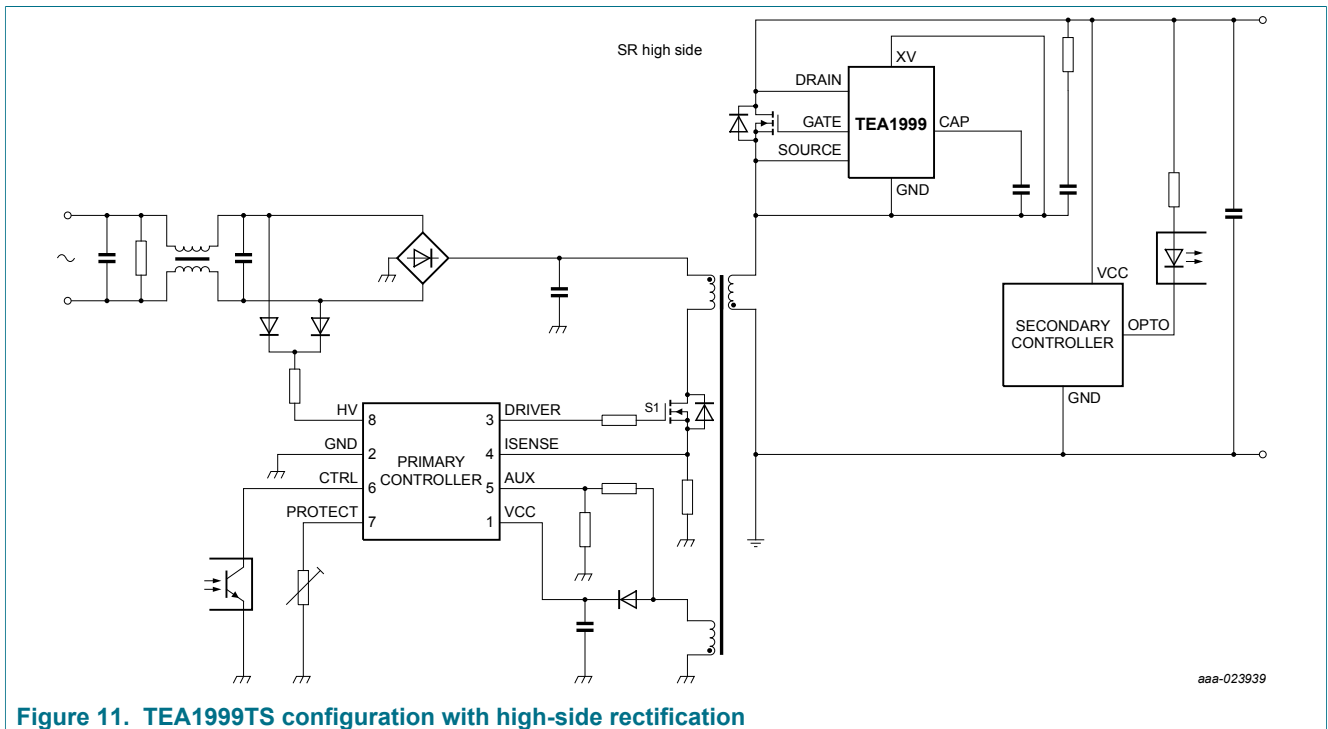 SR high side
XV
DRAIN
GATE
TEA1999
CAP
SOURCE
GND
VCC
SECONDARY
CONTROLLER
OPTO
GND
HV
8
3
DRIVER
S1
GND
2
4
ISENSE
PRIMARY
CONTROLLER
CTRL
6
5
AUX
PROTECT
7
1
VCC
aaa-023939
Figure 11. TEA1999TS configuration with high-side rectification